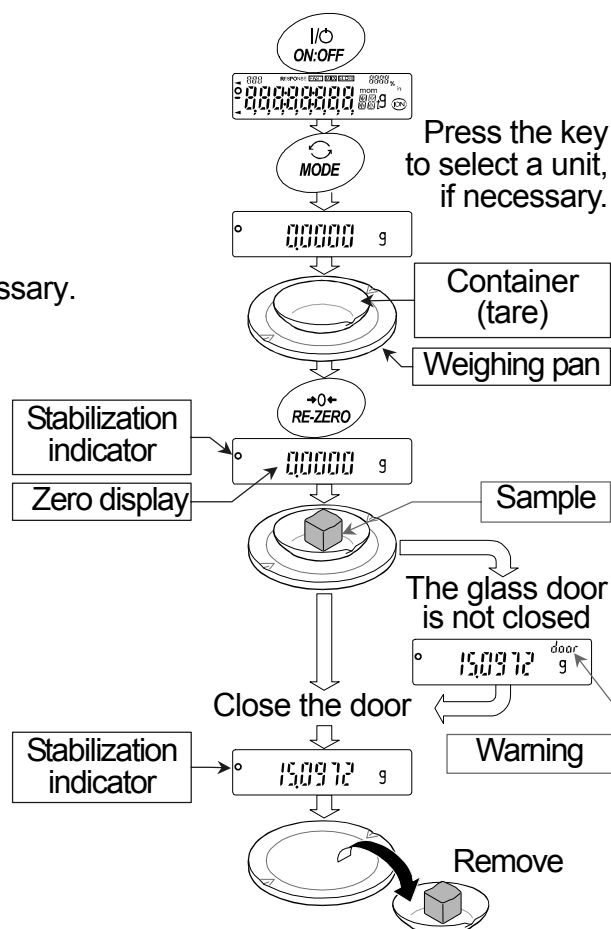 I/⏻
ON:OFF
RESPONSE
mom
g
Press the key
to select a unit,
if necessary.
MODE
0.0000 g
ssary.
Container
(tare)
Weighing pan
→0←
RE-ZERO
Stabilization
indicator
0.0000 g
Zero display
Sample
The glass door
is not closed
door
15.0972 g
Close the door
Warning
Stabilization
indicator
15.0972 g
Remove